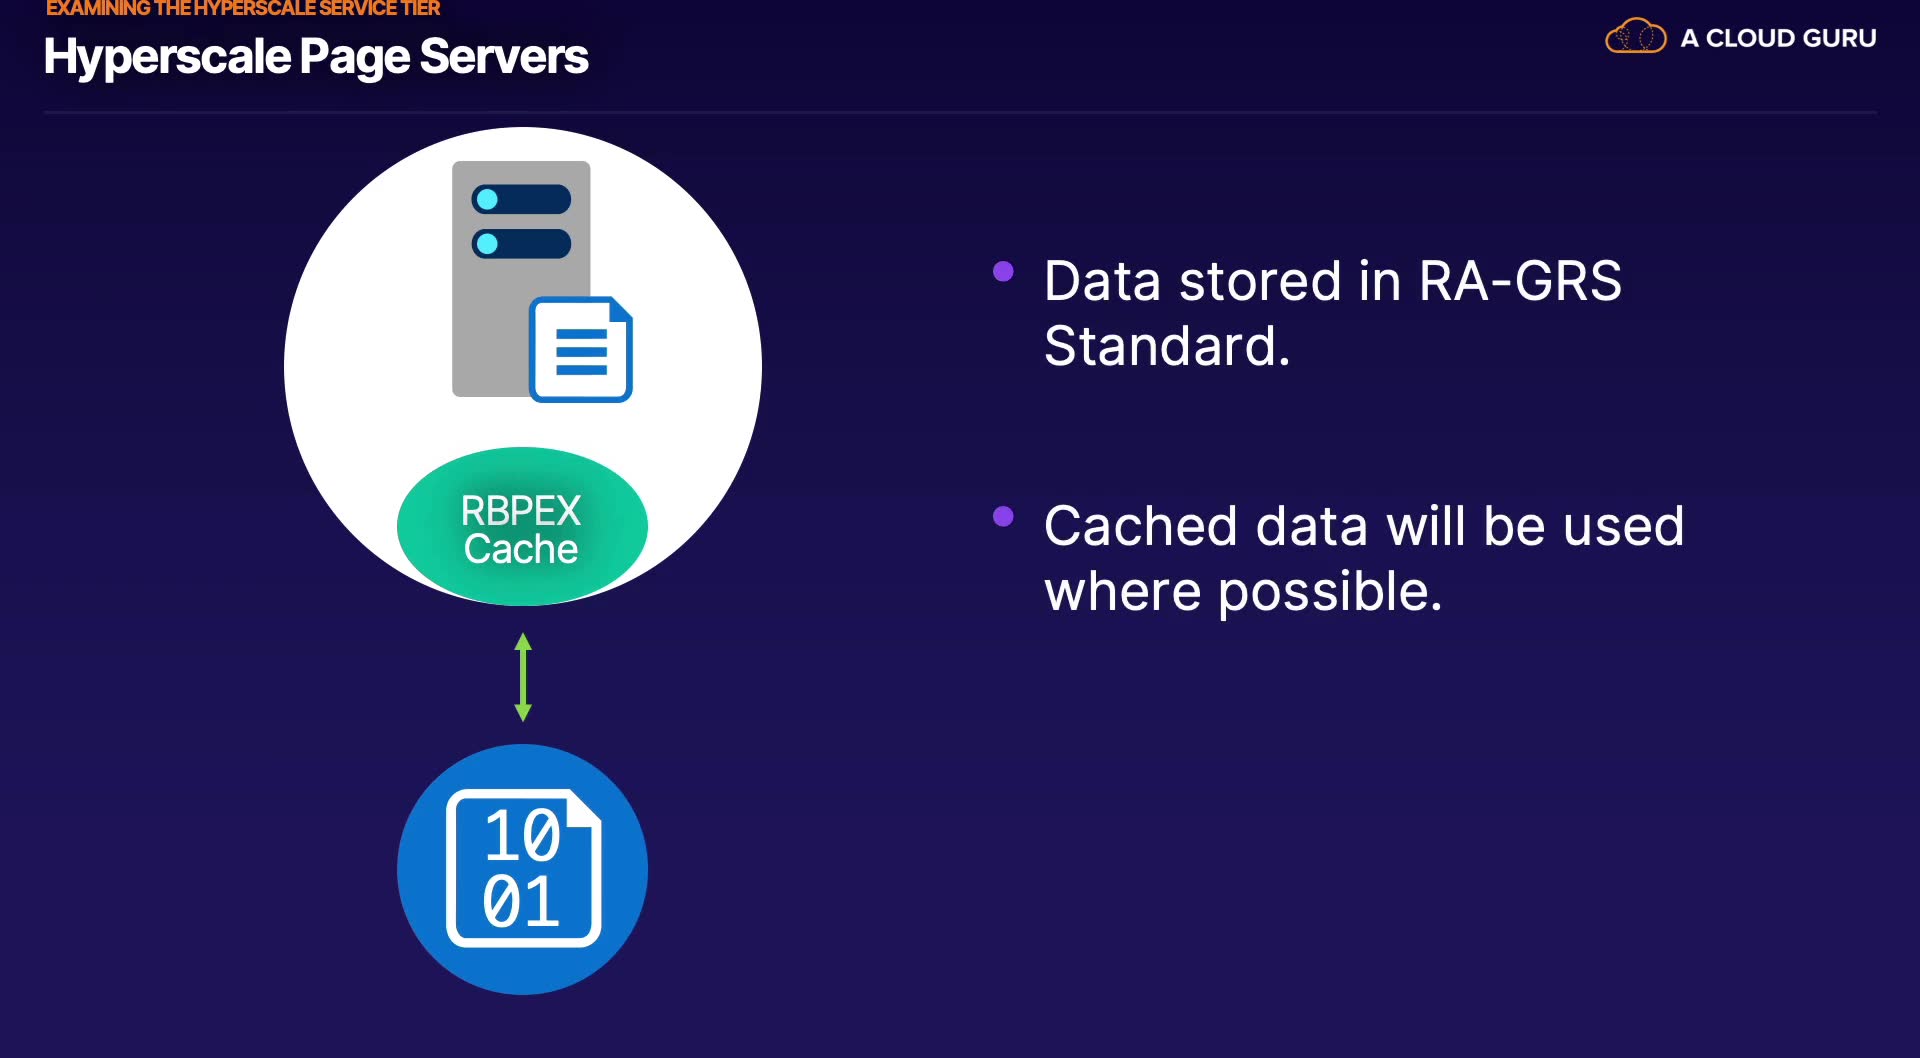 EXAMINING THE HYPERSCALE SERVICE TIER
Hyperscale Page Servers
A CLOUD GURU
RBPEX
Cache
10
01
Data stored in RA-GRS
Standard.
Cached data will be used
where possible.